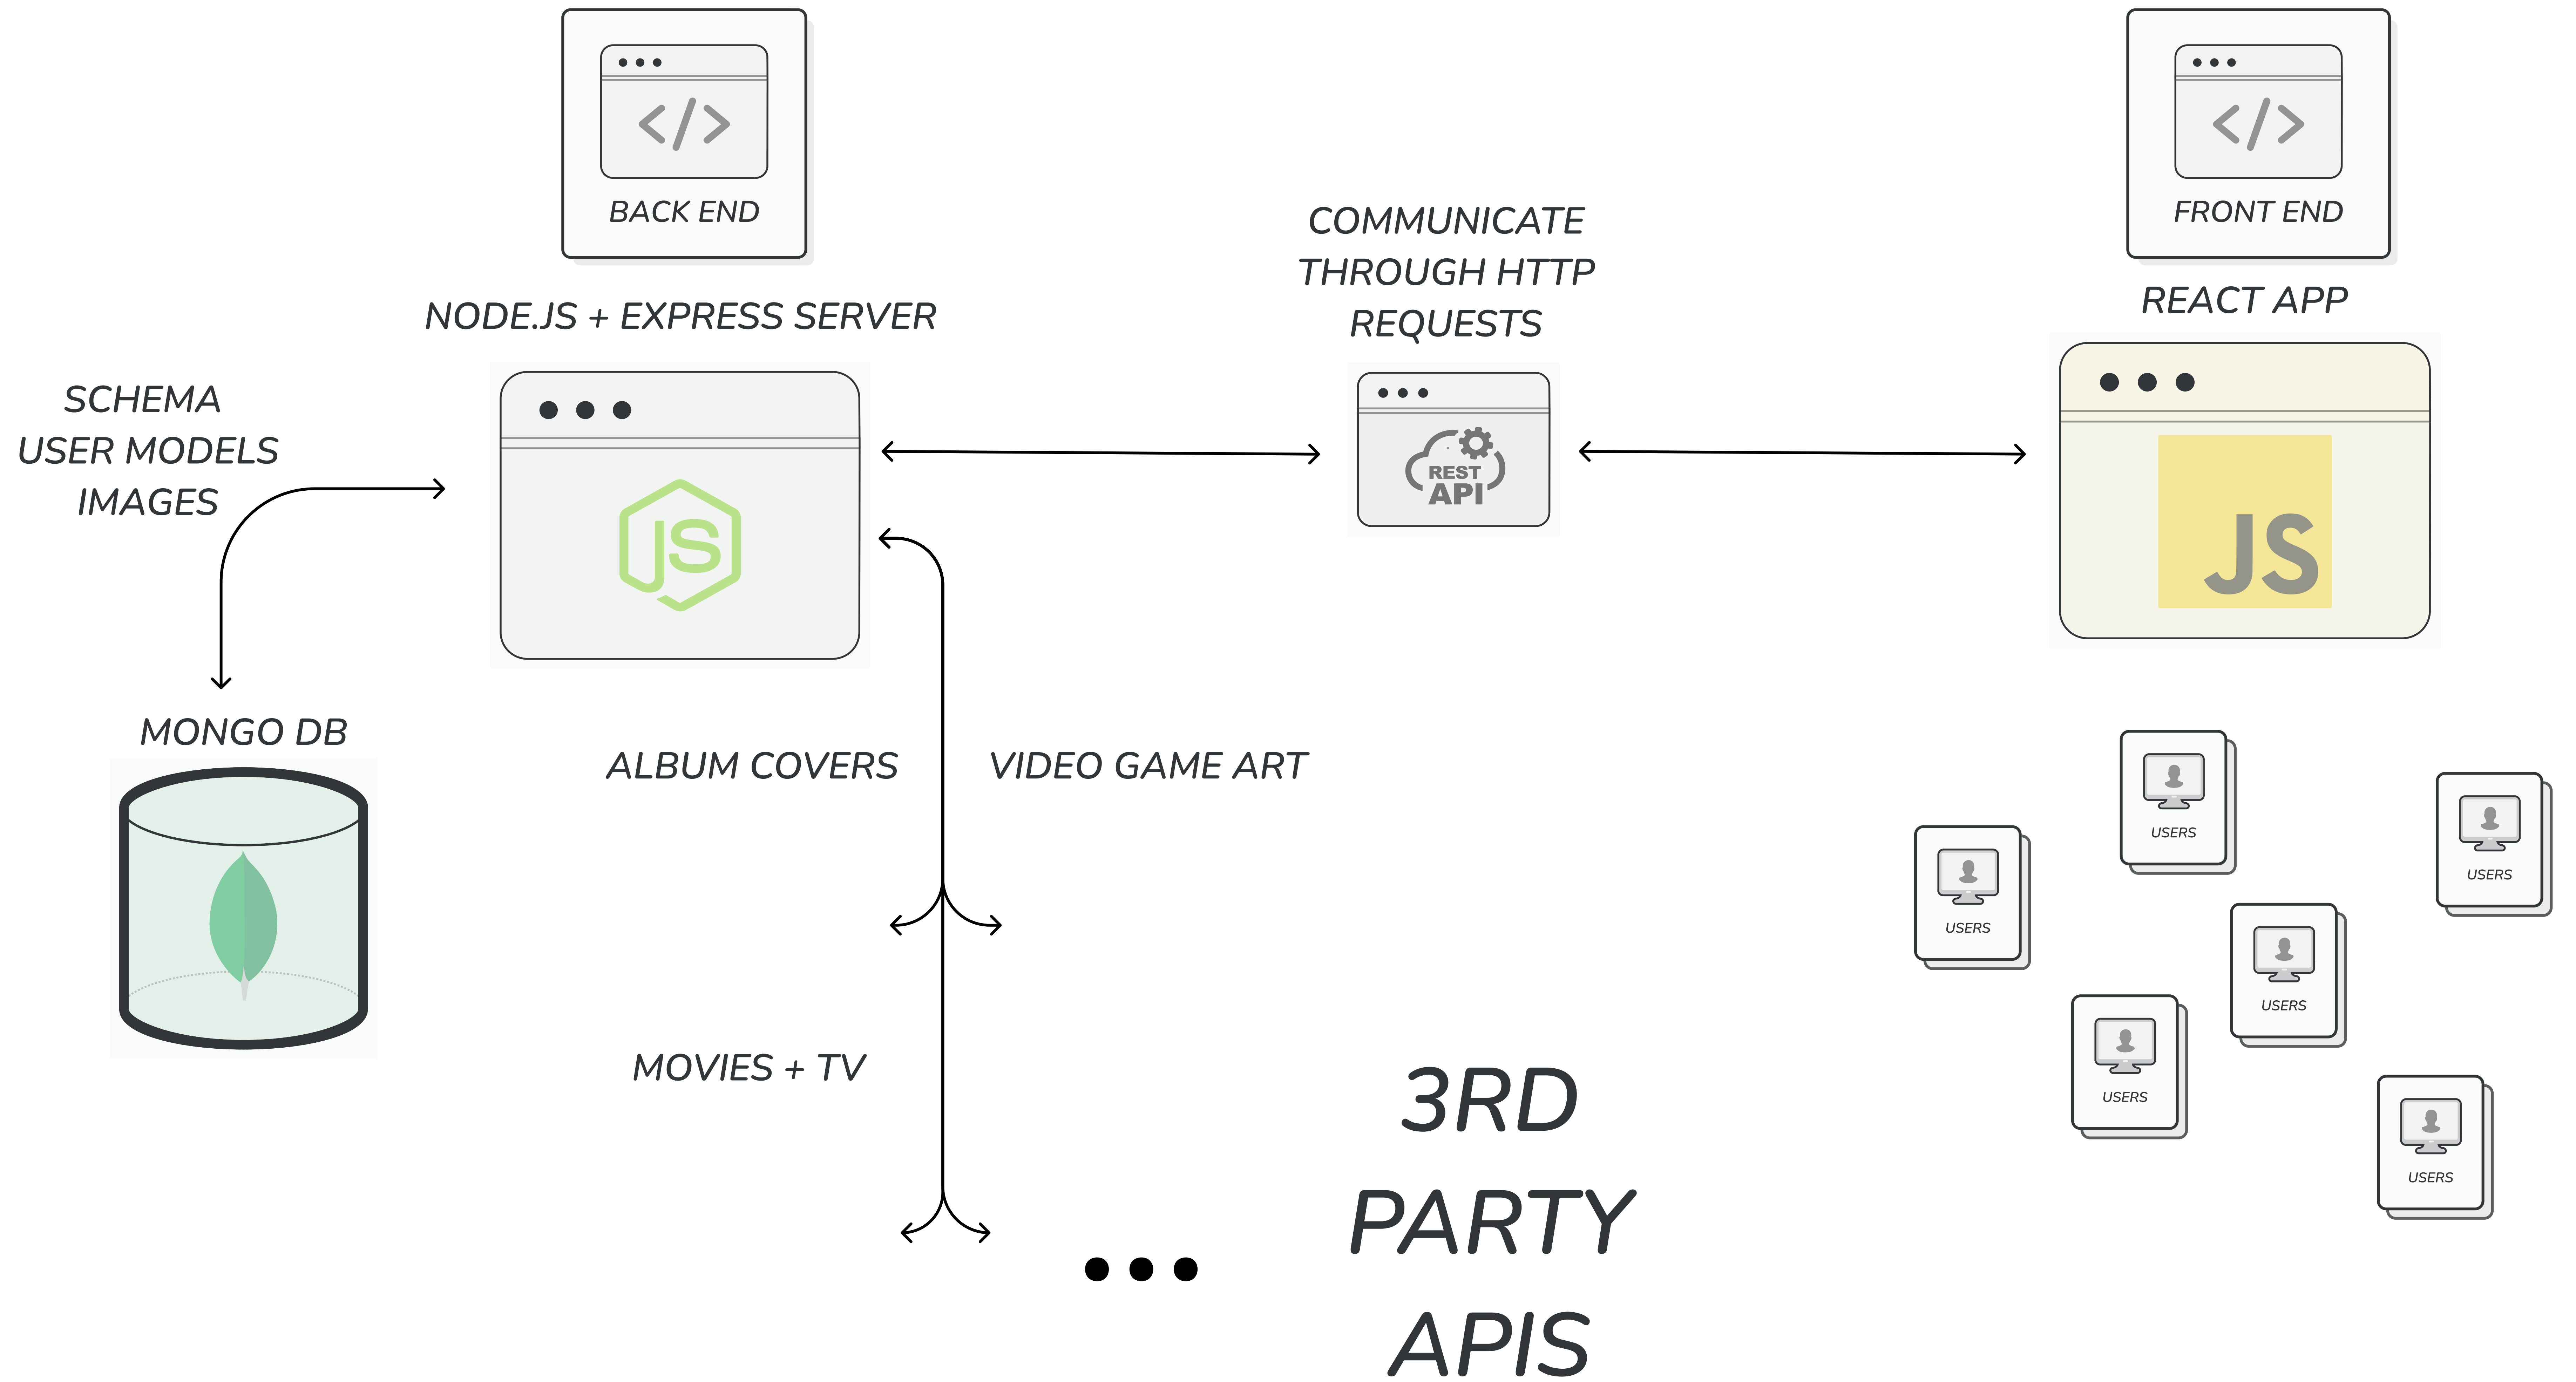 BACK END
NODE.JS + EXPRESS SERVER
SCHEMA
USER MODELS
IMAGES
JS
COMMUNICATE
THROUGH HTTP
REQUESTS
REST
API
FRONT END
REACT APP
JS
MONGO DB
ALBUM COVERS
VIDEO GAME ART
MOVIES + TV
3RD
PARTY
APIS
USERS
USERS
USERS
USERS
USERS
USERS